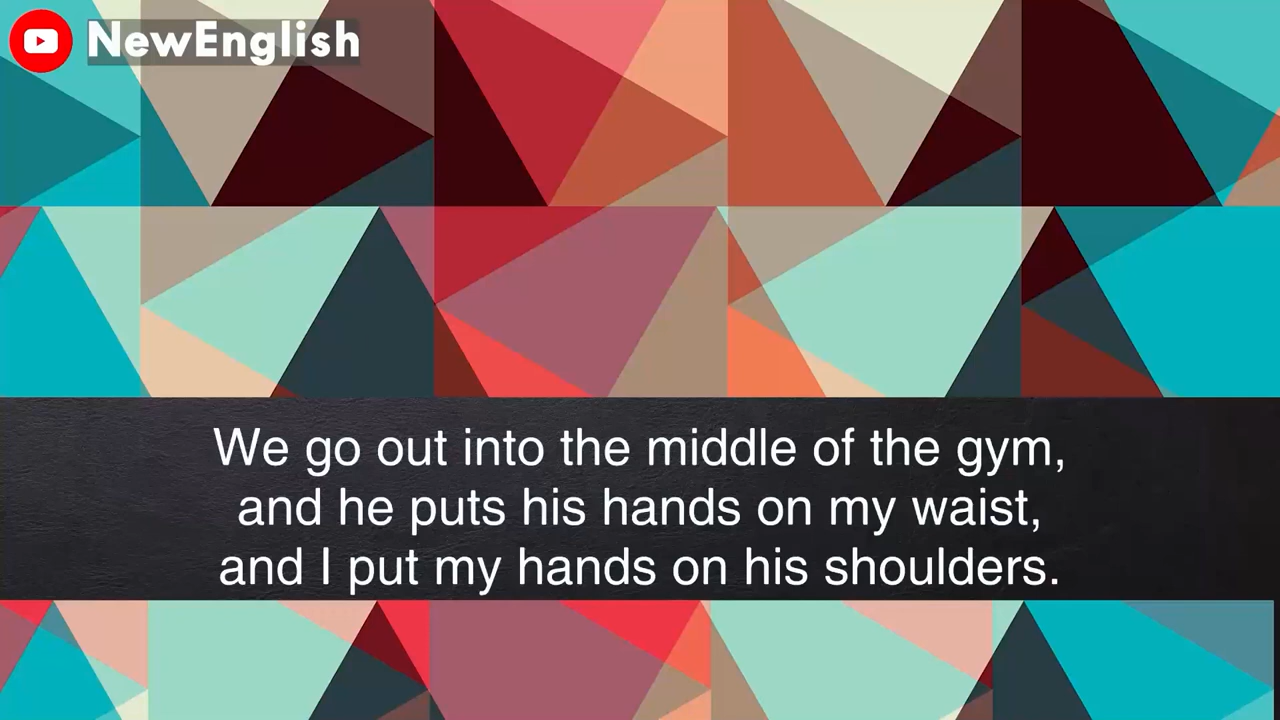 NewEnglish
We go out into the middle of the gym,
and he puts his hands on my waist,
and I put my hands on his shoulders.